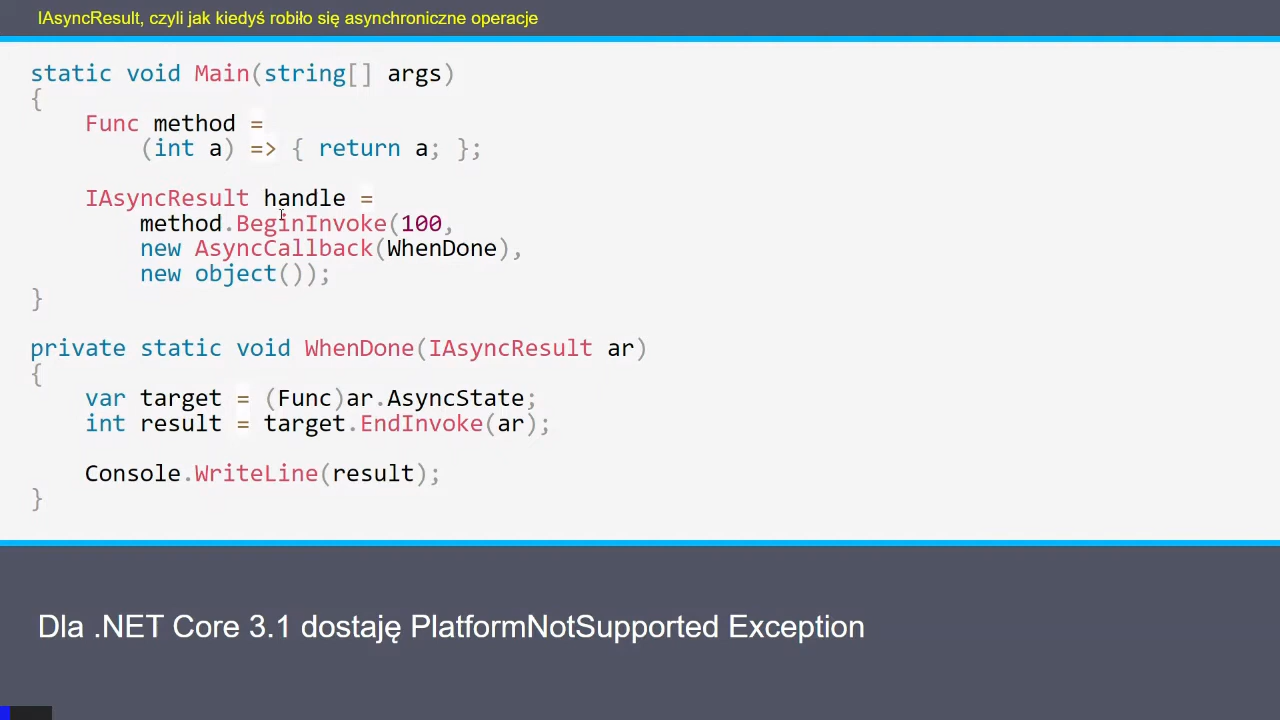 IAsyncResult, czyli jak kiedyś robiło się asynchroniczne operacje
static void Main(string[] args)
{
    Func method =
        (int a) => { return a; };
    IAsyncResult handle =
        method.BeginInvoke(100,
        new AsyncCallback(WhenDone),
        new object());
}
private static void WhenDone(IAsyncResult ar)
{
    var target = (Func)ar.AsyncState;
    int result = target.EndInvoke(ar);
    Console.WriteLine(result);
}
Dla .NET Core 3.1 dostaję PlatformNotSupported Exception